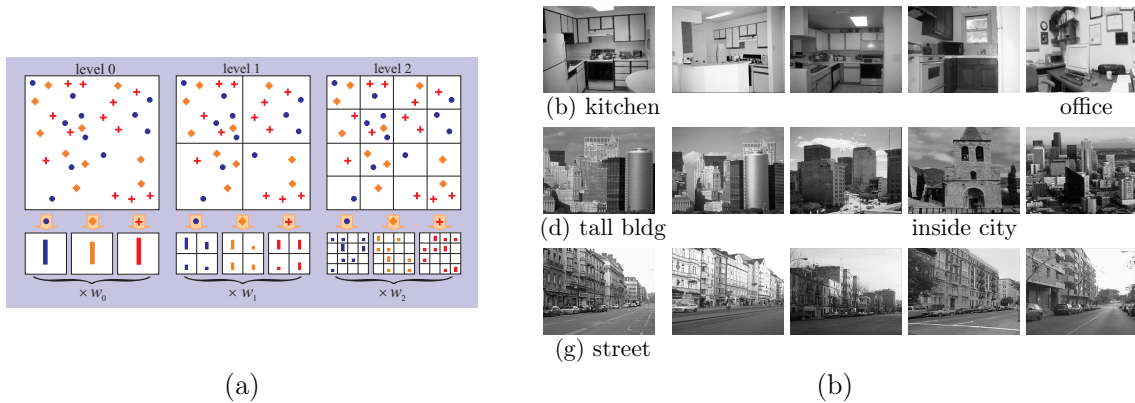 level 0 level 1 level 2
× w₀ × w₁ × w₂
(a)
(b) kitchen office
(d) tall bldg inside city
(g) street
(b)